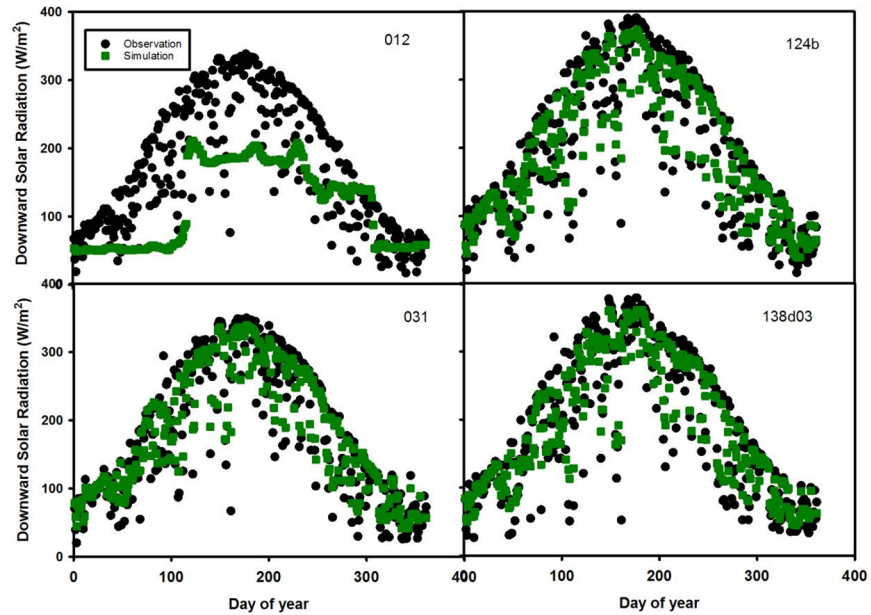 400
300
200
100
Downward Solar Radiation (W/m²)
Observation
Simulation
012
124b
400
300
200
100
0
Downward Solar Radiation (W/m²)
031
138d03
0 100 200 300 400
0 100 200 300 400
Day of year
Day of year